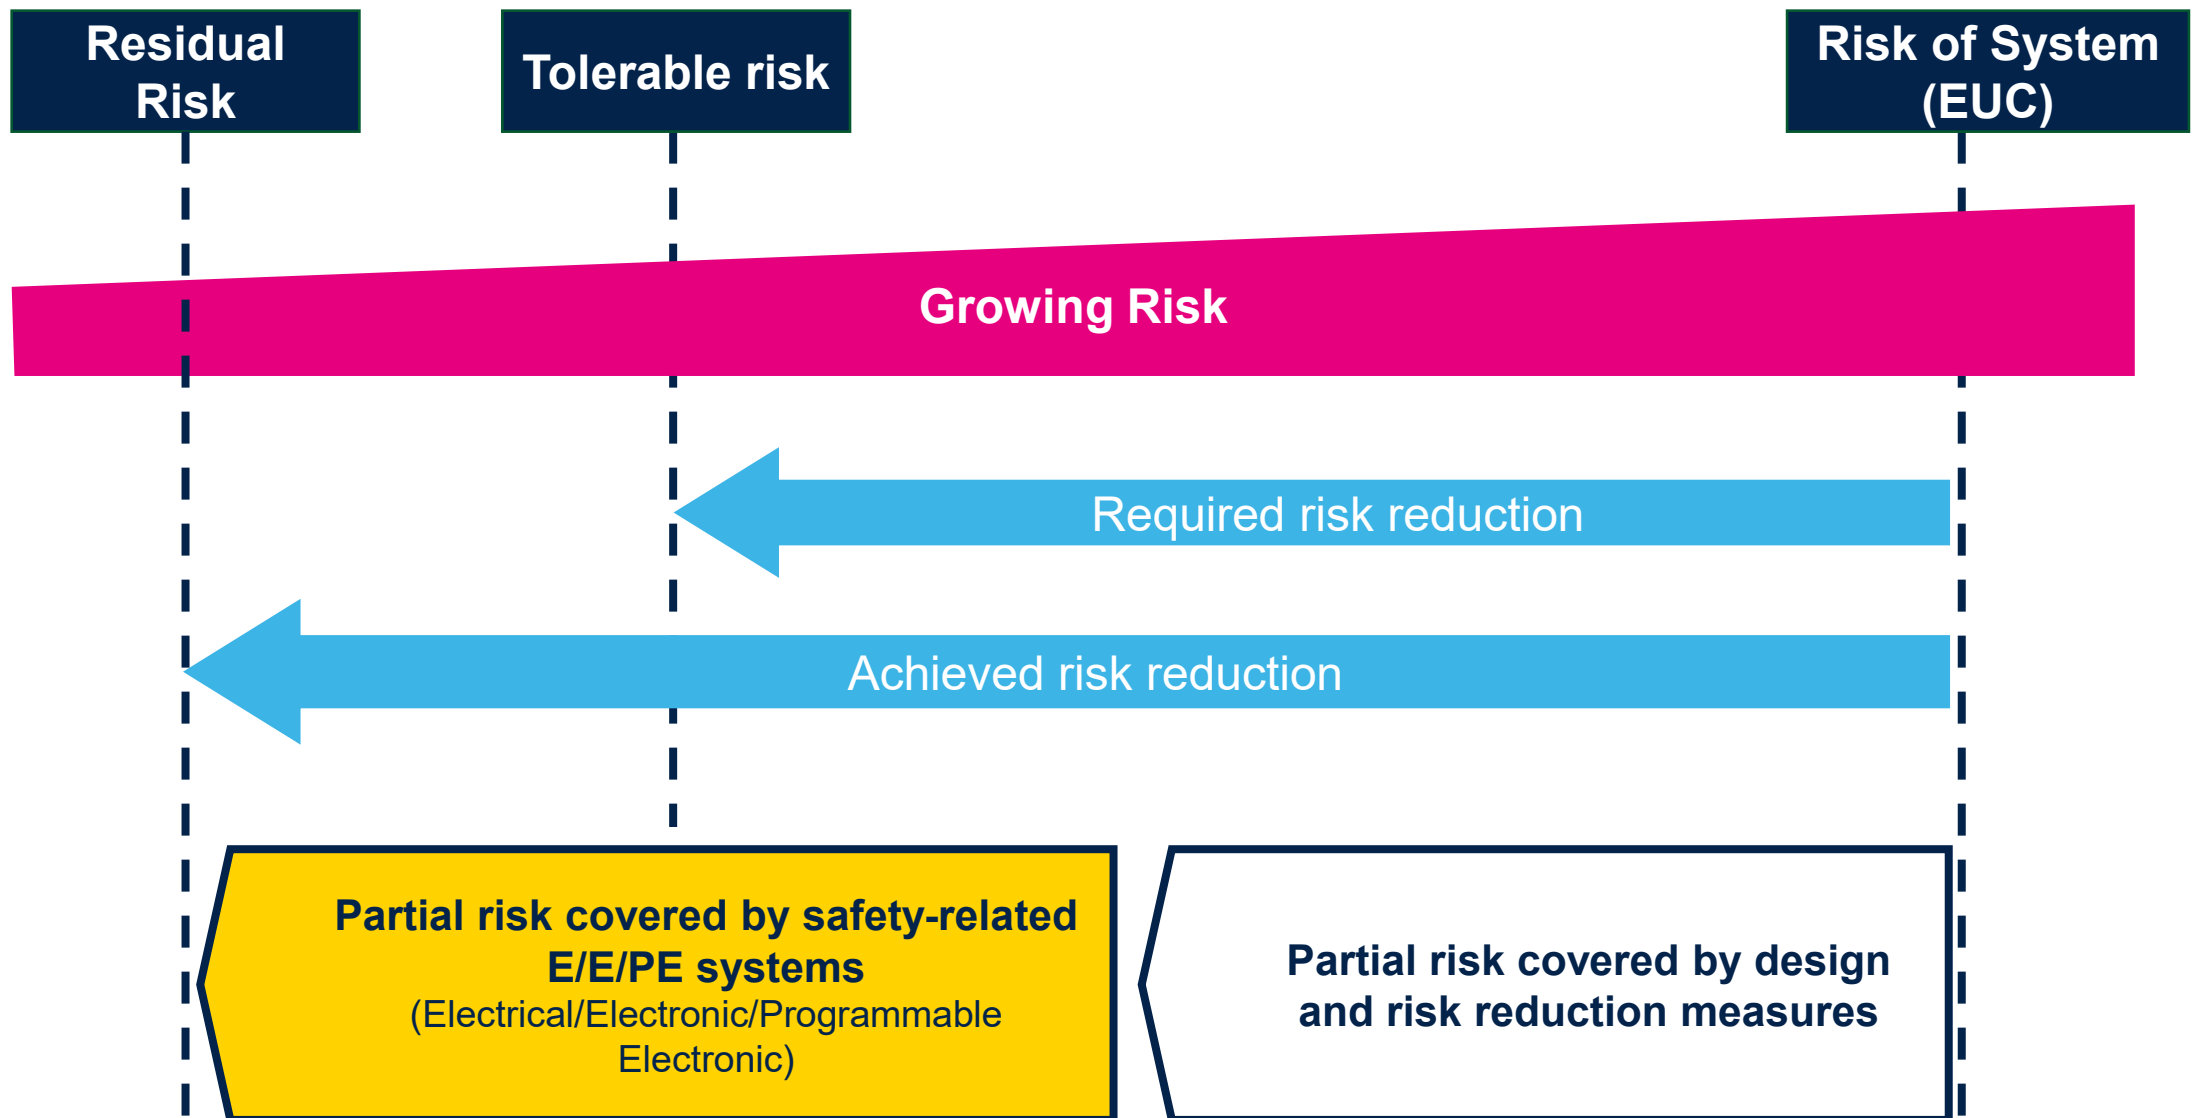 Residual
Risk
Tolerable risk
Risk of System
(EUC)
Growing Risk
Required risk reduction
Achieved risk reduction
Partial risk covered by safety-related
E/E/PE systems
(Electrical/Electronic/Programmable
Electronic)
Partial risk covered by design
and risk reduction measures